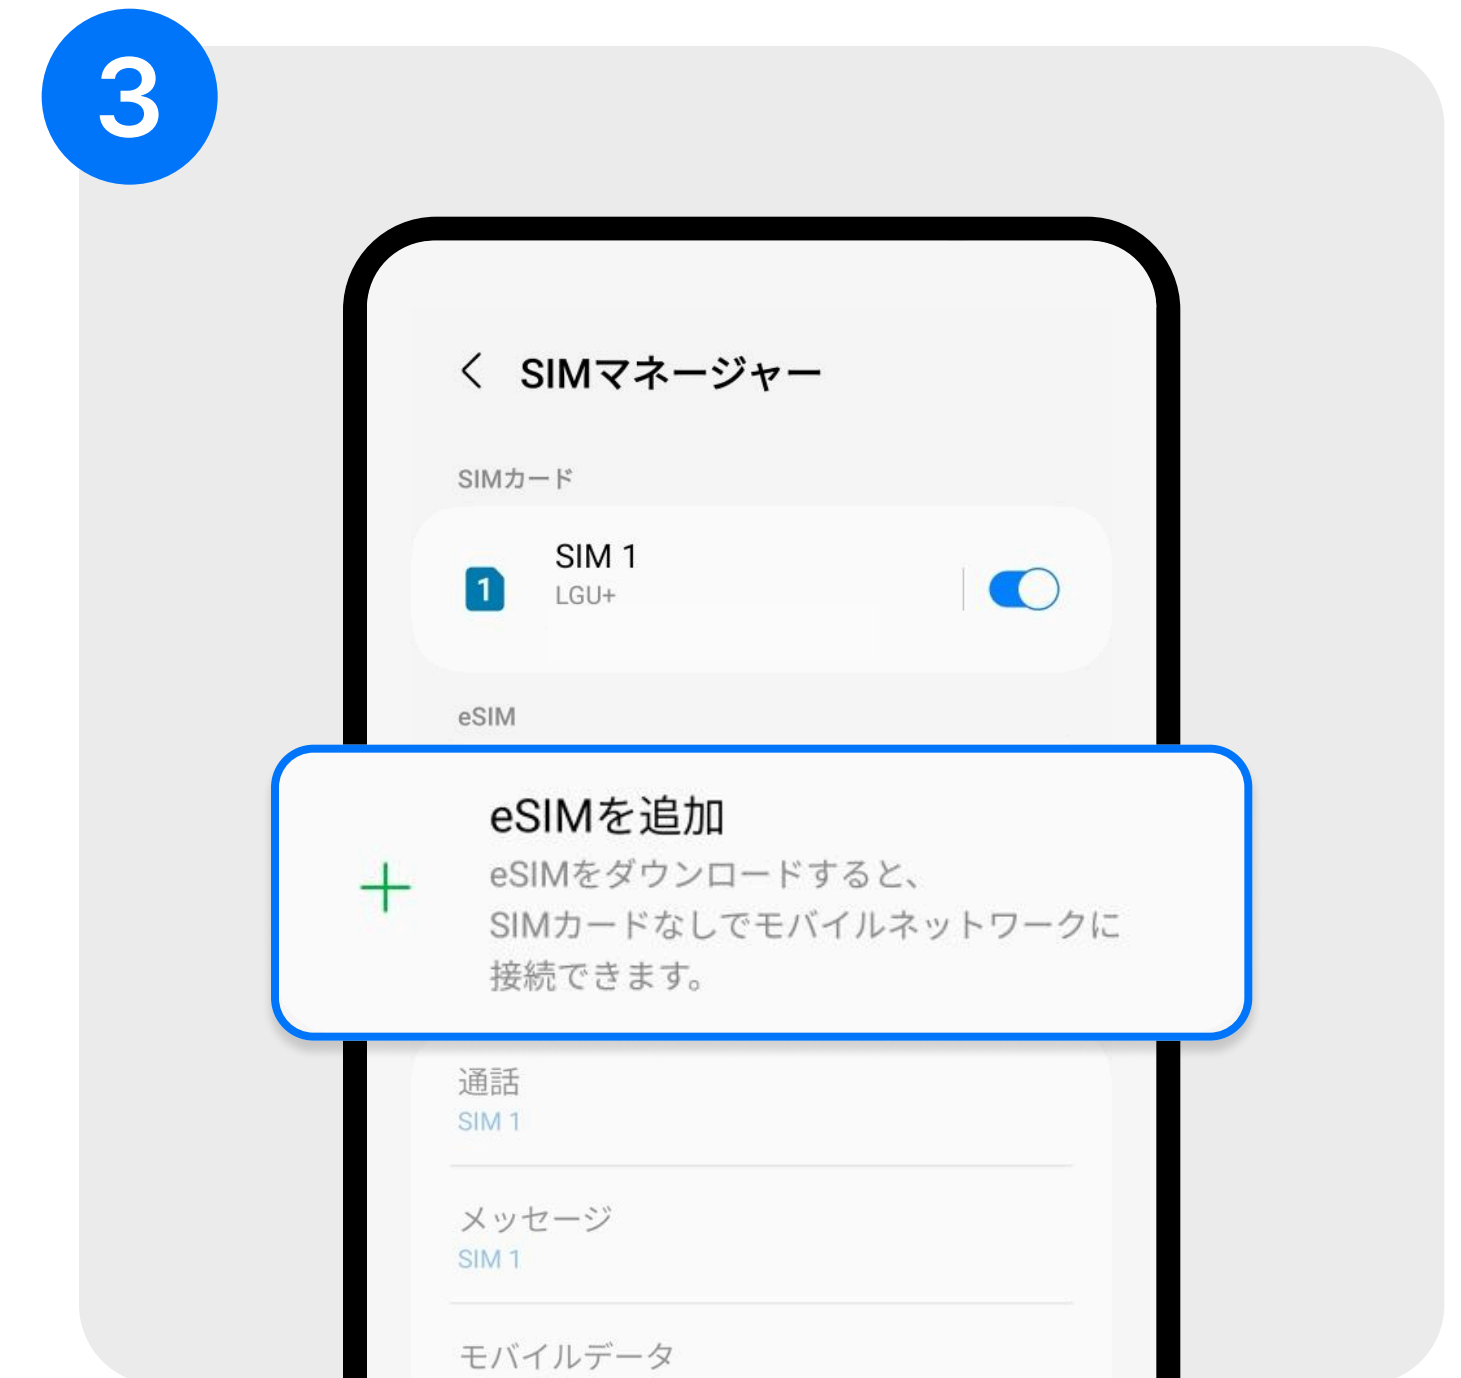 3
SIMマネージャー
SIMカード
1
SIM 1
LGU+
eSIM
eSIMを追加
eSIMをダウンロードすると、
SIMカードなしでモバイルネットワークに
接続できます。
通話
SIM 1
メッセージ
SIM 1
モバイルデータ